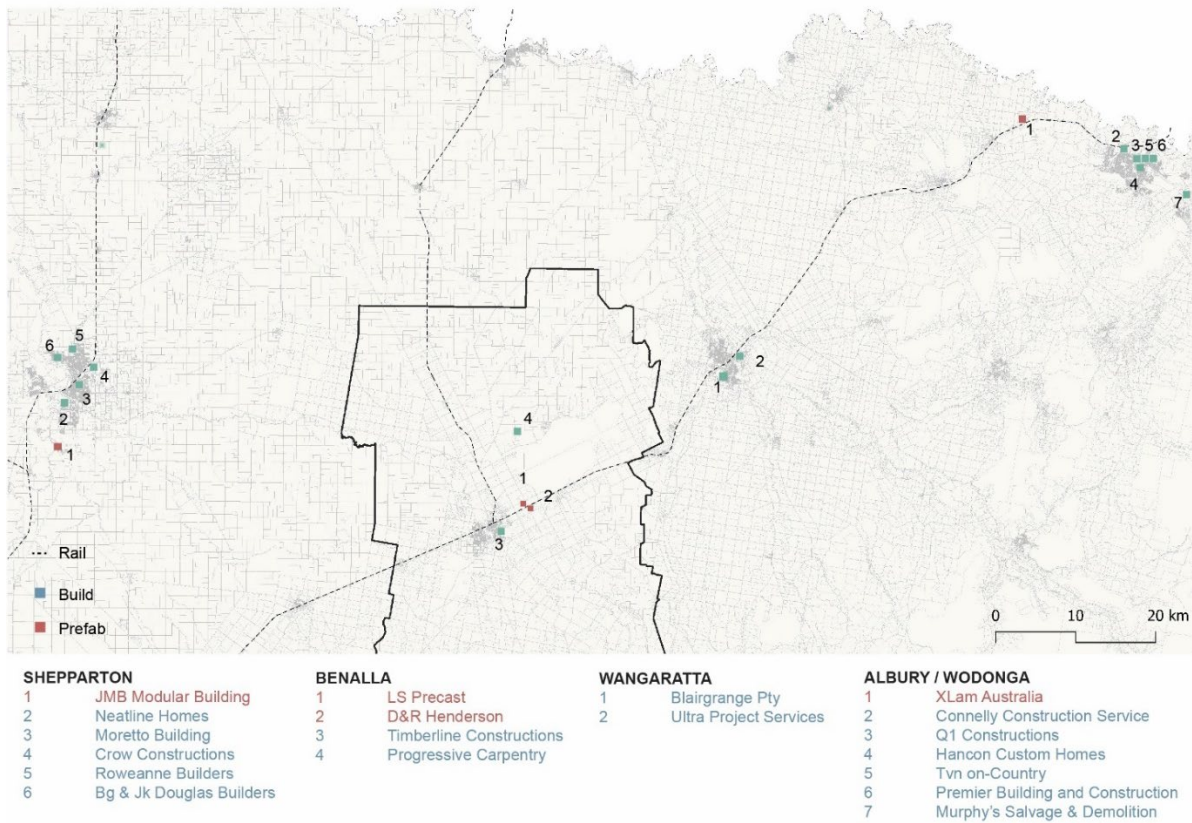 1
2
3-5 6
4
7
5
6
4
3
2
1
2
1
4
1
2
3
Rail
Build
Prefab
0 10 20 km
SHEPPARTON
1 JMB Modular Building
2 Neatline Homes
3 Moretto Building
4 Crow Constructions
5 Roweanne Builders
6 Bg & Jk Douglas Builders
BENALLA
1 LS Precast
2 D&R Henderson
3 Timberline Constructions
4 Progressive Carpentry
WANGARATTA
1 Blairgrange Pty
2 Ultra Project Services
ALBURY / WODONGA
1 XLam Australia
2 Connelly Construction Service
3 Q1 Constructions
4 Hancon Custom Homes
5 Tvn on-Country
6 Premier Building and Construction
7 Murphy's Salvage & Demolition